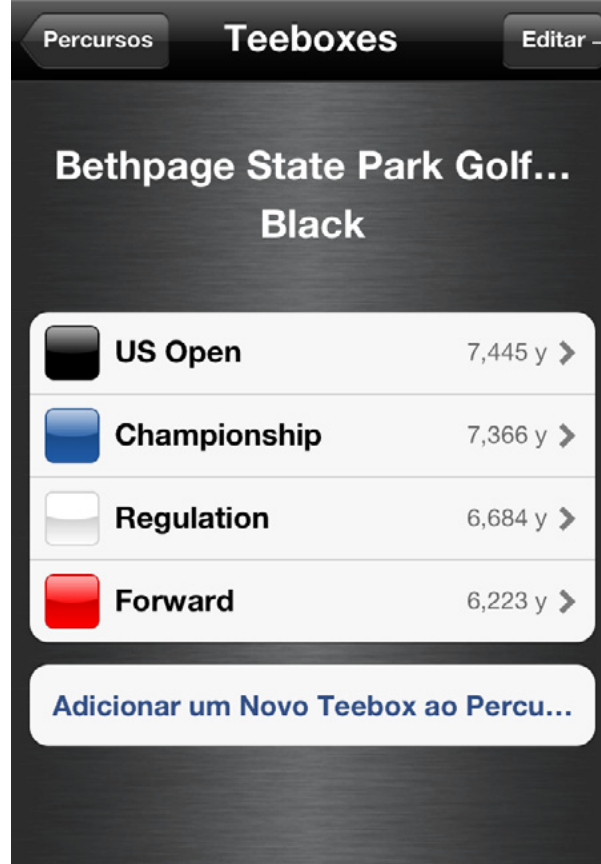 Percursos Teeboxes Editar
Bethpage State Park Golf...
Black
US Open 7,445 y
Championship 7,366 y
Regulation 6,684 y
Forward 6,223 y
Adicionar um Novo Teebox ao Percu...